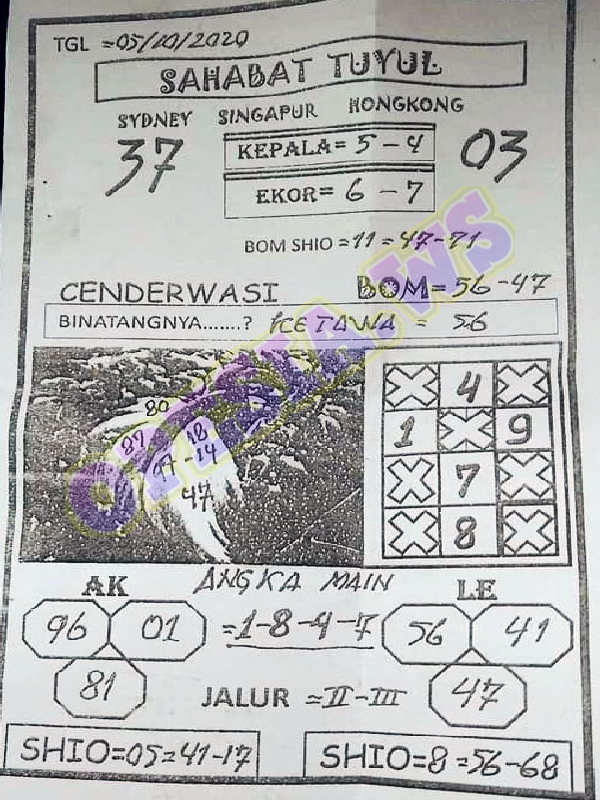 TGL =05/10/2020
SAHABAT TUYUL
SYDNEY SINGAPUR HONGKONG
37 KEPALA= 5 - 4 03
EKOR= 6 - 7
BOM SHIO =11 = 47-71
CENDERWASI BOM= 56 -47
BINATANGNYA.......? KETAWA = 56
80
87 18
97-14
47
4
1 9
7
8
AK ANGKA MAIN LE
96 01 =1-8-4-7 56 41
81 JALUR =II-III 47
SHIO=05=41-17 SHIO=8=56-68